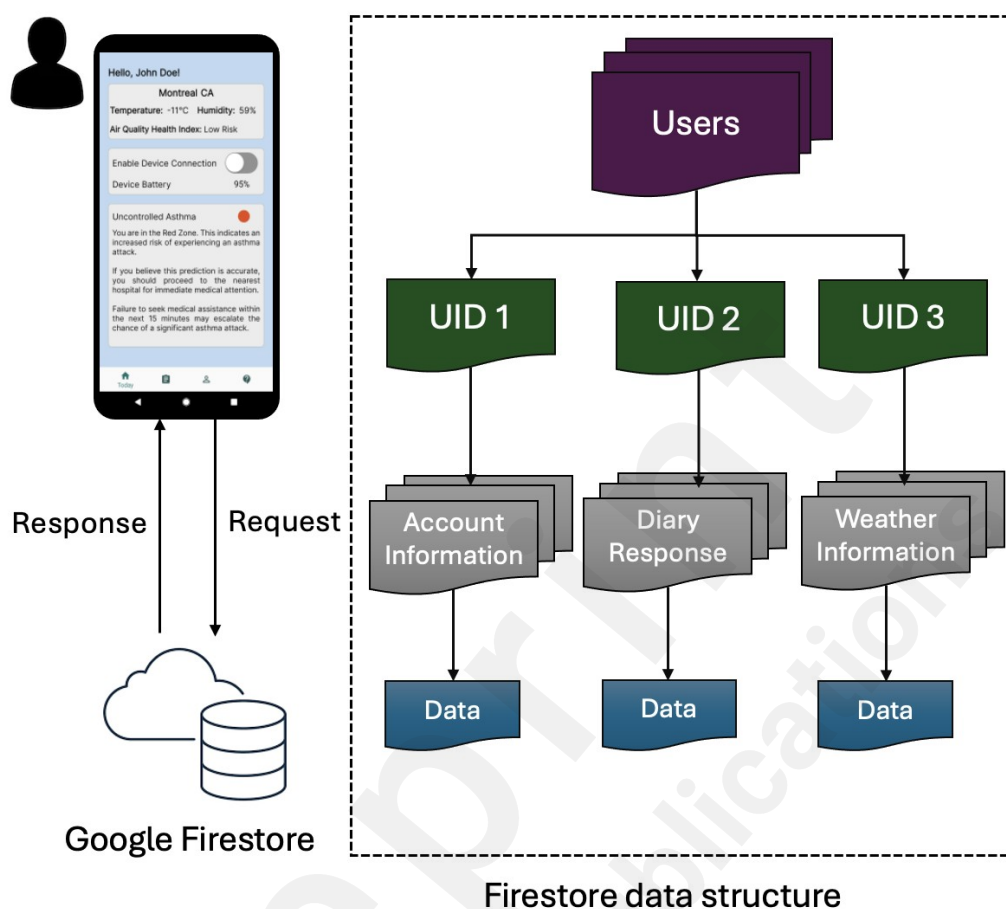 Hello, John Doe!
Montreal CA
Temperature: -11°C Humidity: 59%
Air Quality Health Index: Low Risk
Enable Device Connection
Device Battery 95%
Uncontrolled Asthma
You are in the Red Zone. This indicates an
increased risk of experiencing an asthma
attack.
If you believe this prediction is accurate,
you should proceed to the nearest
hospital for immediate medical attention.
Failure to seek medical assistance within
the next 15 minutes may escalate the
chance of a significant asthma attack.
Today
Response
Request
Google Firestore
Users
UID 1
UID 2
UID 3
Account
Information
Diary
Response
Weather
Information
Data
Data
Data
Firestore data structure